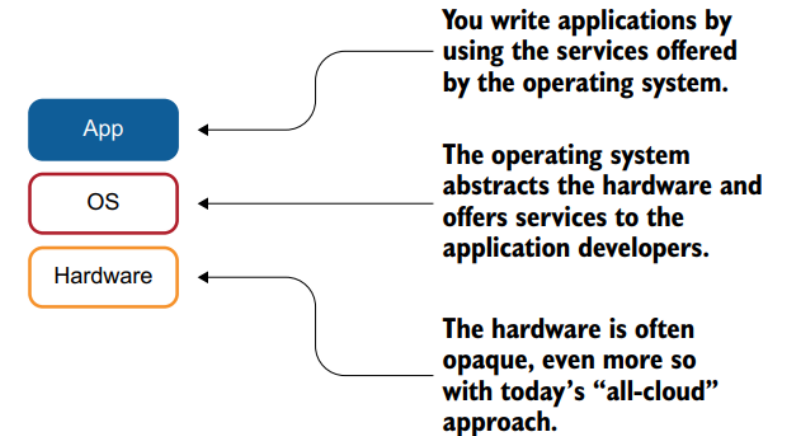 You write applications by
using the services offered
by the operating system.
App
The operating system
abstracts the hardware and
offers services to the
application developers.
OS
Hardware
The hardware is often
opaque, even more so
with today's “all-cloud”
approach.